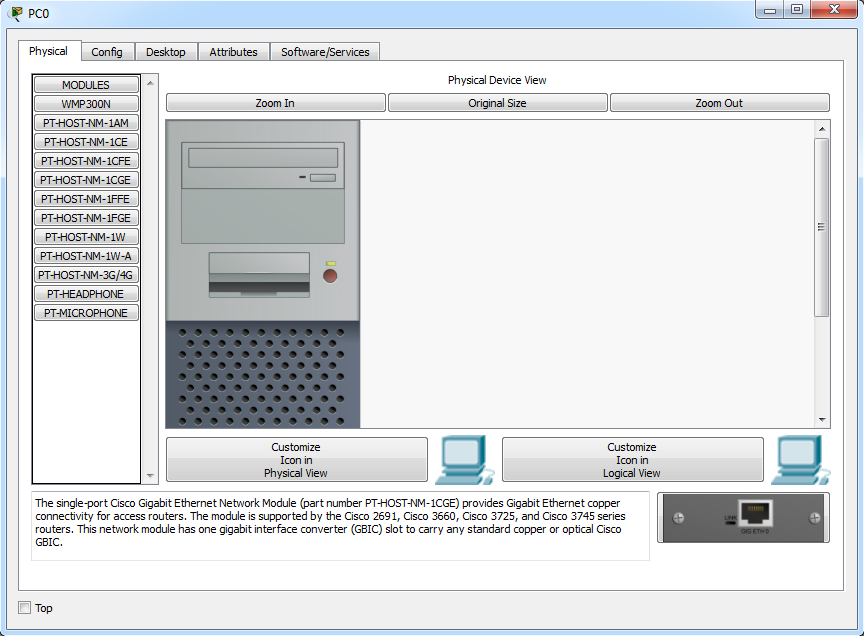 PC0
Physical
Config
Desktop
Attributes
Software/Services
MODULES
WMP300N
PT-HOST-NM-1AM
PT-HOST-NM-1CE
PT-HOST-NM-1CFE
PT-HOST-NM-1CGE
PT-HOST-NM-1FFE
PT-HOST-NM-1FGE
PT-HOST-NM-1W
PT-HOST-NM-1W-A
PT-HOST-NM-3G/4G
PT-HEADPHONE
PT-MICROPHONE
Physical Device View
Zoom In
Original Size
Zoom Out
Customize
Icon in
Physical View
Customize
Icon in
Logical View
The single-port Cisco Gigabit Ethernet Network Module (part number PT-HOST-NM-1CGE) provides Gigabit Ethernet copper
connectivity for access routers. The module is supported by the Cisco 2691, Cisco 3660, Cisco 3725, and Cisco 3745 series
routers. This network module has one gigabit interface converter (GBIC) slot to carry any standard copper or optical Cisco
GBIC.
LINK
GIG ETH 0
Top